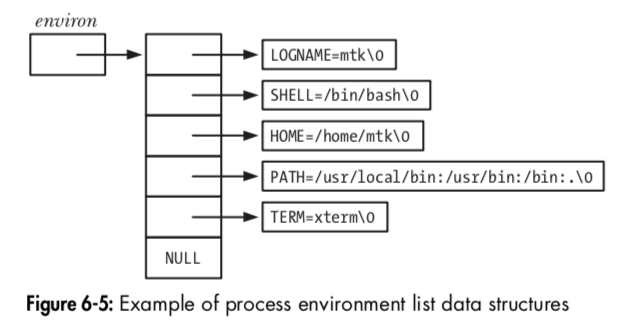 environ
LOGNAME=mtk\0
SHELL=/bin/bash\0
HOME=/home/mtk\0
PATH=/usr/local/bin:/usr/bin:/bin:.\0
TERM=xterm\0
NULL
Figure 6-5: Example of process environment list data structures